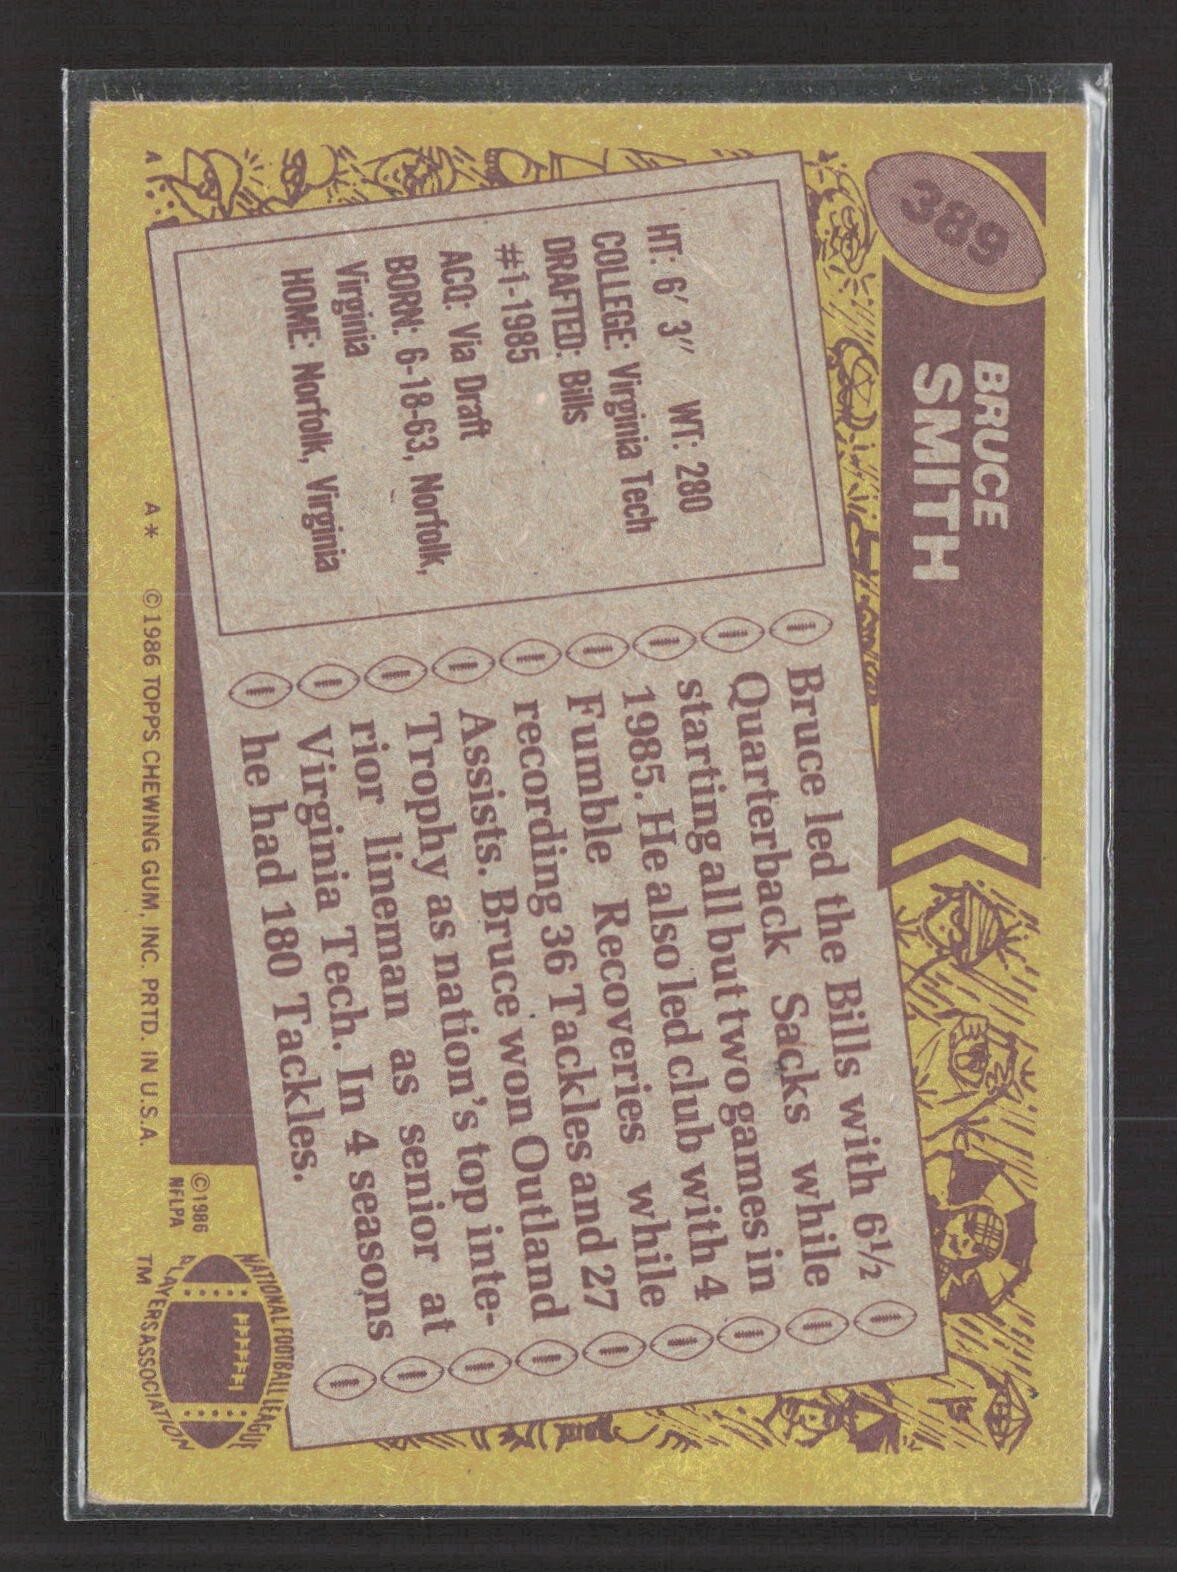 389
BRUCE
SMITH
HT: 6' 3" WT: 280
COLLEGE: Virginia Tech
DRAFTED: Bills
#1-1985
ACQ: Via Draft
BORN: 6-18-63, Norfolk,
Virginia
HOME: Norfolk, Virginia
Bruce led the Bills with 6½
Quarterback Sacks while
starting all but two games in
1985. He also led club with 4
Fumble Recoveries while
recording 36 Tackles and 27
Assists. Bruce won Outland
Trophy as nation's top inte-
rior lineman as senior at
Virginia Tech. In 4 seasons
he had 180 Tackles.
A
A* ©1986 TOPPS CHEWING GUM, INC. PRTD. IN U.S.A.
©1986
NFLPA
NATIONAL FOOTBALL LEAGUE
PLAYERS ASSOCIATION
TM